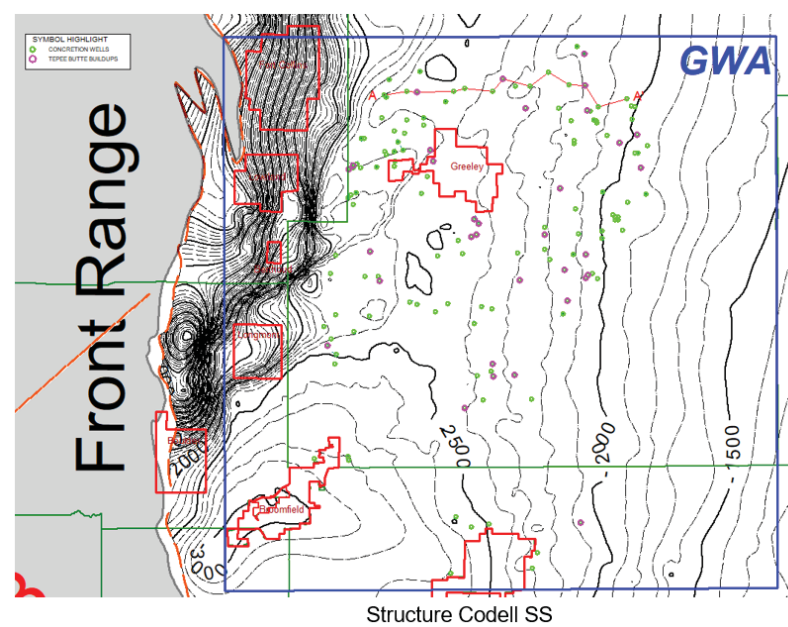 SYMBOL HIGHLIGHT
CONCRETION WELLS
TEPEE BUTTE BUILDUPS
GWA
A
A'
Front Range
Greeley
Longmont
2000
-2500
-2000
-1500
Broomfield
3000
Structure Codell SS